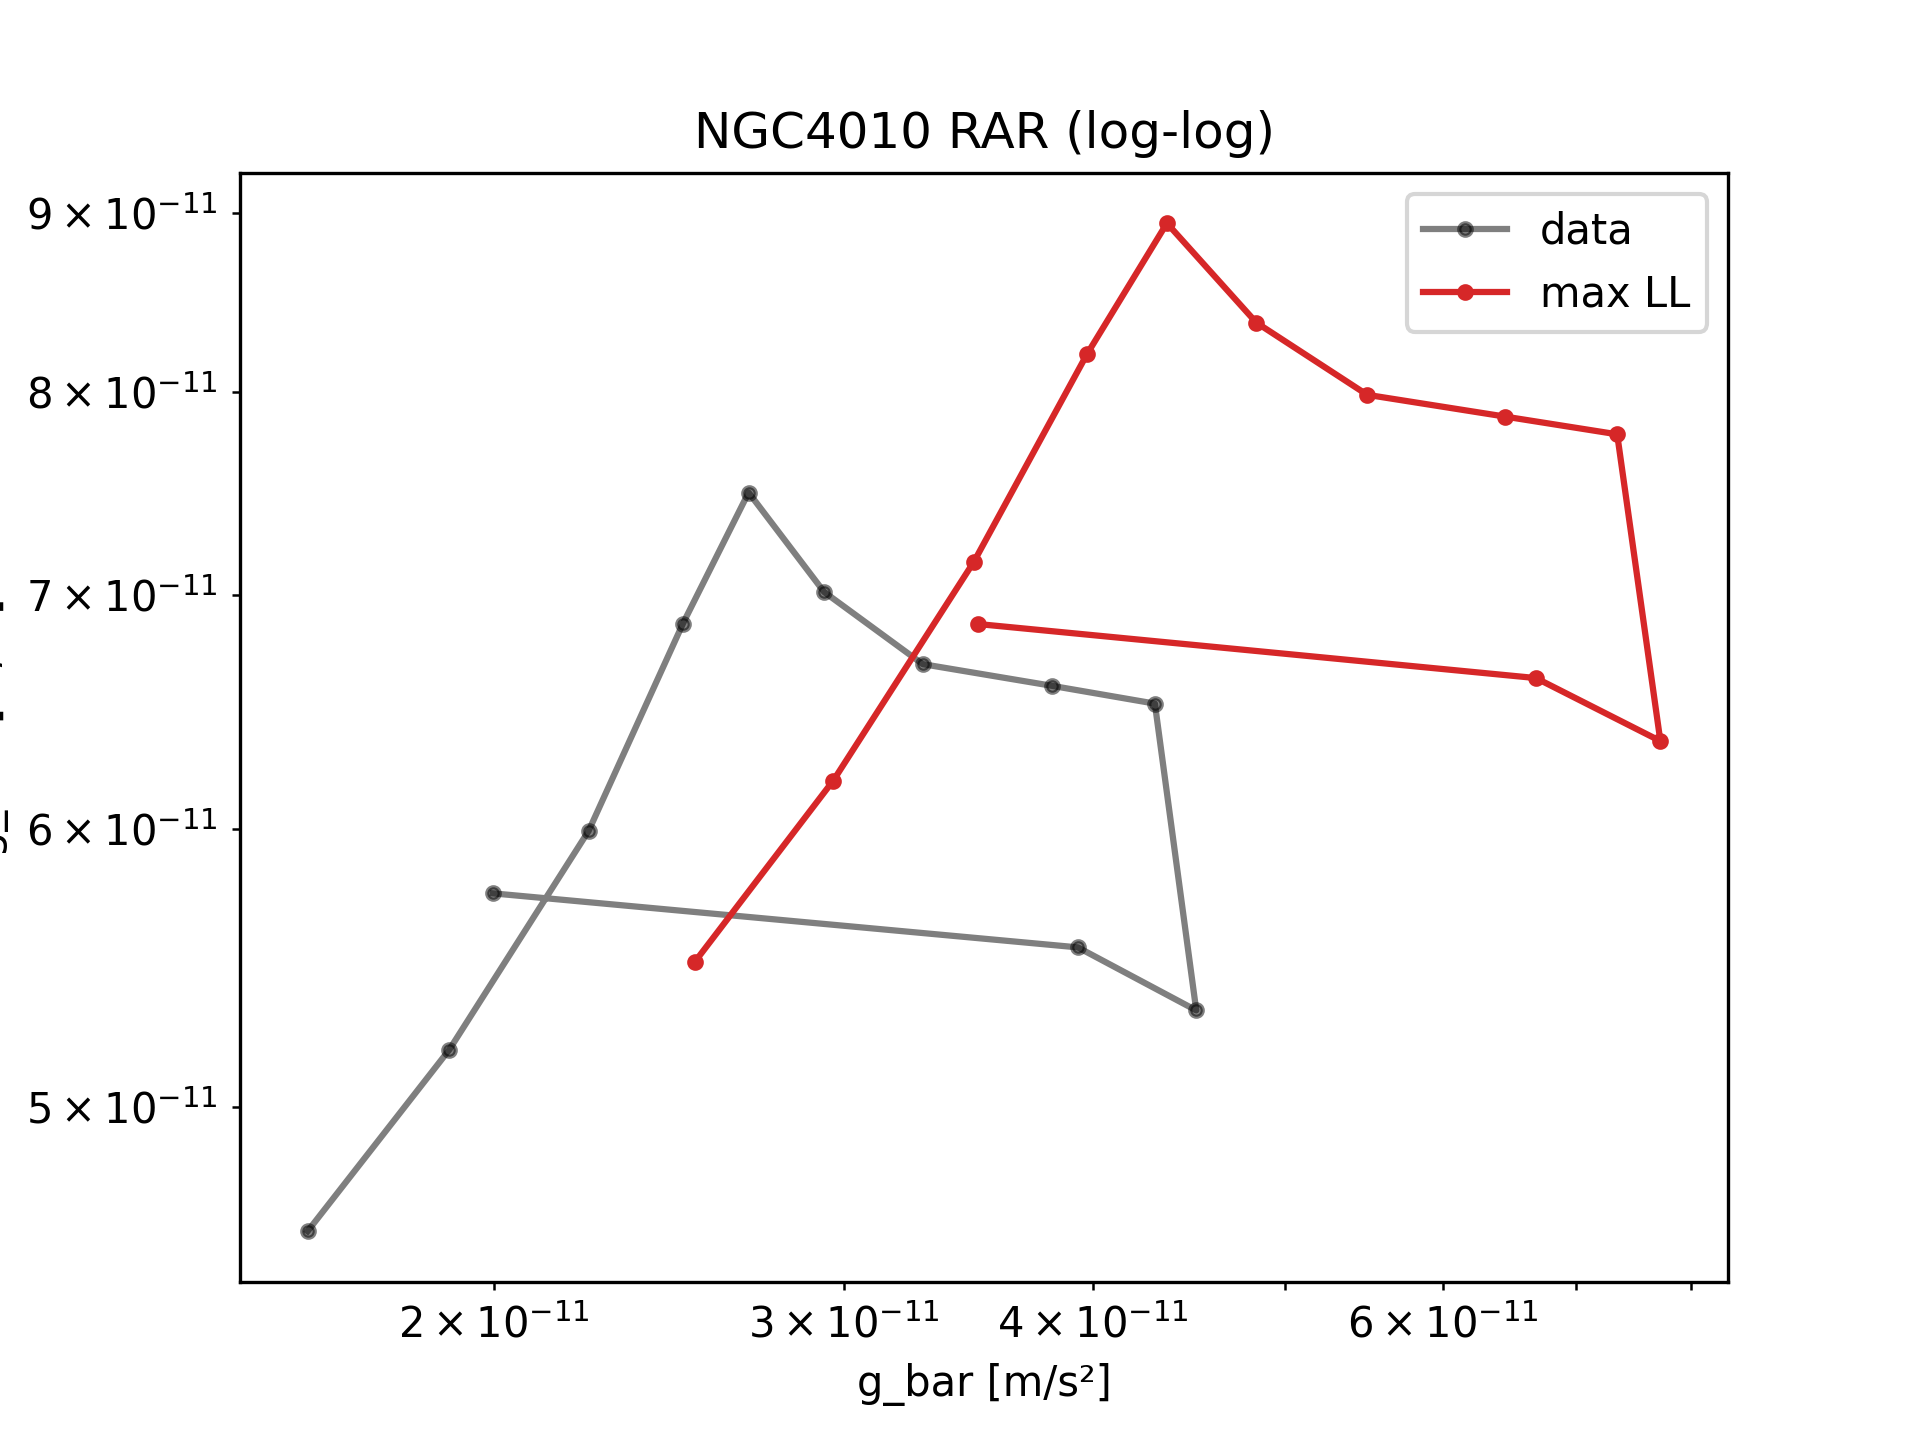 NGC4010 RAR (log-log)
data
max LL
9 × 10⁻¹¹
8 × 10⁻¹¹
7 × 10⁻¹¹
6 × 10⁻¹¹
5 × 10⁻¹¹
2 × 10⁻¹¹
3 × 10⁻¹¹
4 × 10⁻¹¹
6 × 10⁻¹¹
g_bar [m/s²]